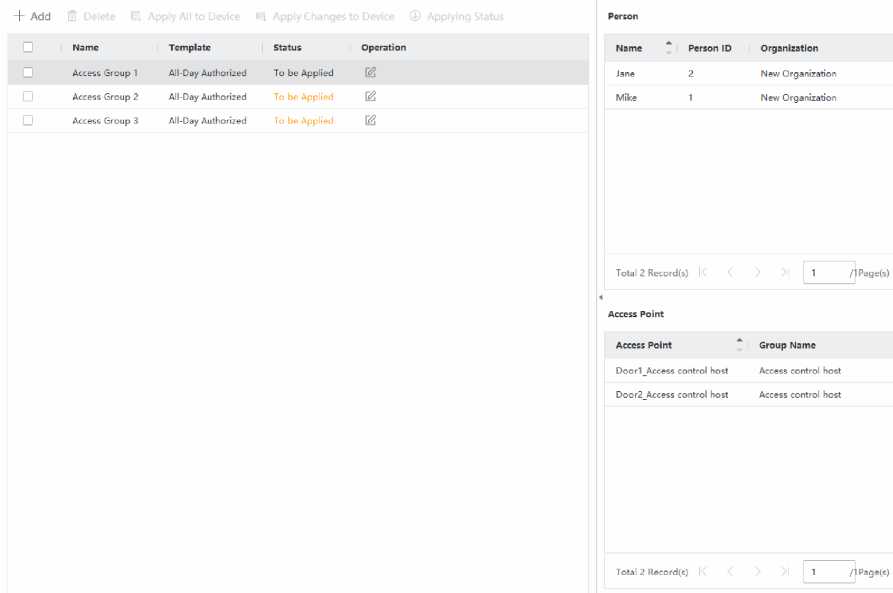 Add Delete Apply All to Device Apply Changes to Device Applying Status
Name Template Status Operation
Access Group 1 All-Day Authorized To be Applied
Access Group 2 All-Day Authorized To be Applied
Access Group 3 All-Day Authorized To be Applied
Person
Name Person ID Organization
Jane 2 New Organization
Mike 1 New Organization
Total 2 Record(s) 1 /1Page(s)
Access Point
Access Point Group Name
Door1_Access control host Access control host
Door2_Access control host Access control host
Total 2 Record(s) 1 /1Page(s)